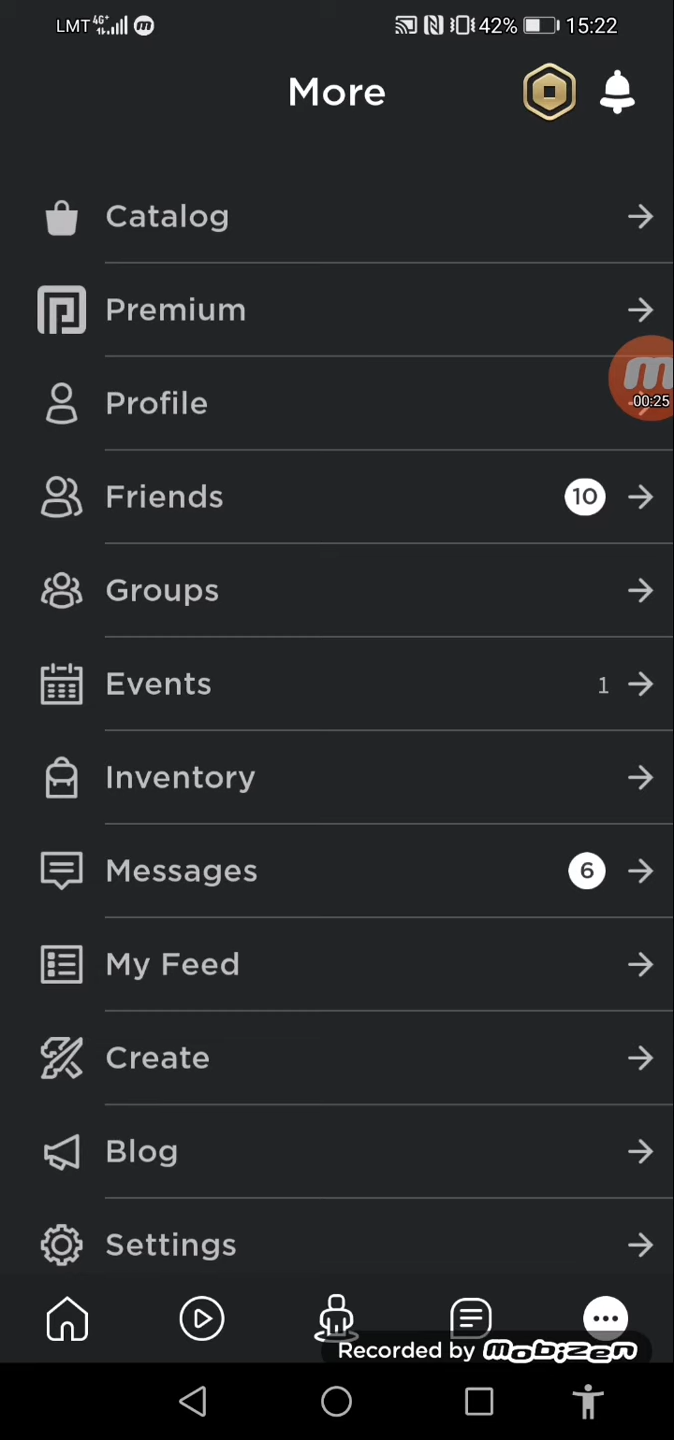 LMT 4G+ 42% 15:22
More
Catalog
Premium
00:25
Profile
Friends 10
Groups
Events 1
Inventory
Messages 6
My Feed
Create
Blog
Settings
Recorded by mobizen